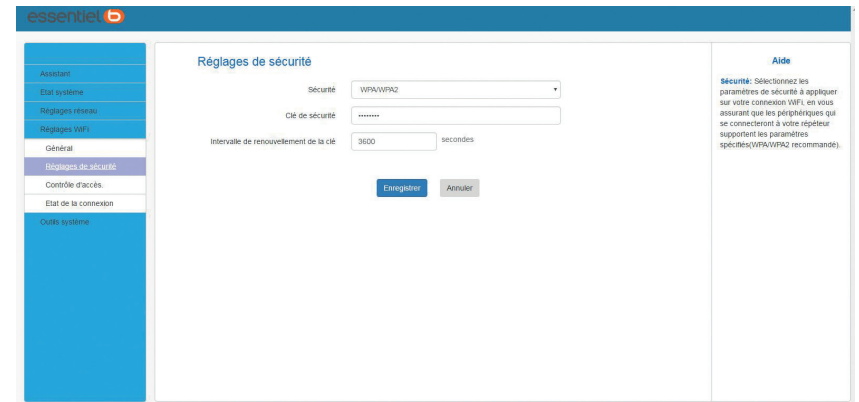 essentiel b
Assistant
Etat système
Réglages réseau
Réglages WiFi
Général
Réglages de sécurité
Contrôle d'accès
Etat de la connexion
Outils système
Réglages de sécurité
Sécurité
WPA/WPA2
Clé de sécurité
••••••••
Intervalle de renouvellement de la clé
3600
secondes
Enregistrer
Annuler
Aide
Sécurité: Sélectionnez les
paramètres de sécurité à appliquer
sur votre connexion WiFi, en vous
assurant que les périphériques qui
se connecteront à votre répéteur
supportent les paramètres
spécifiés(WPA/WPA2 recommandé).